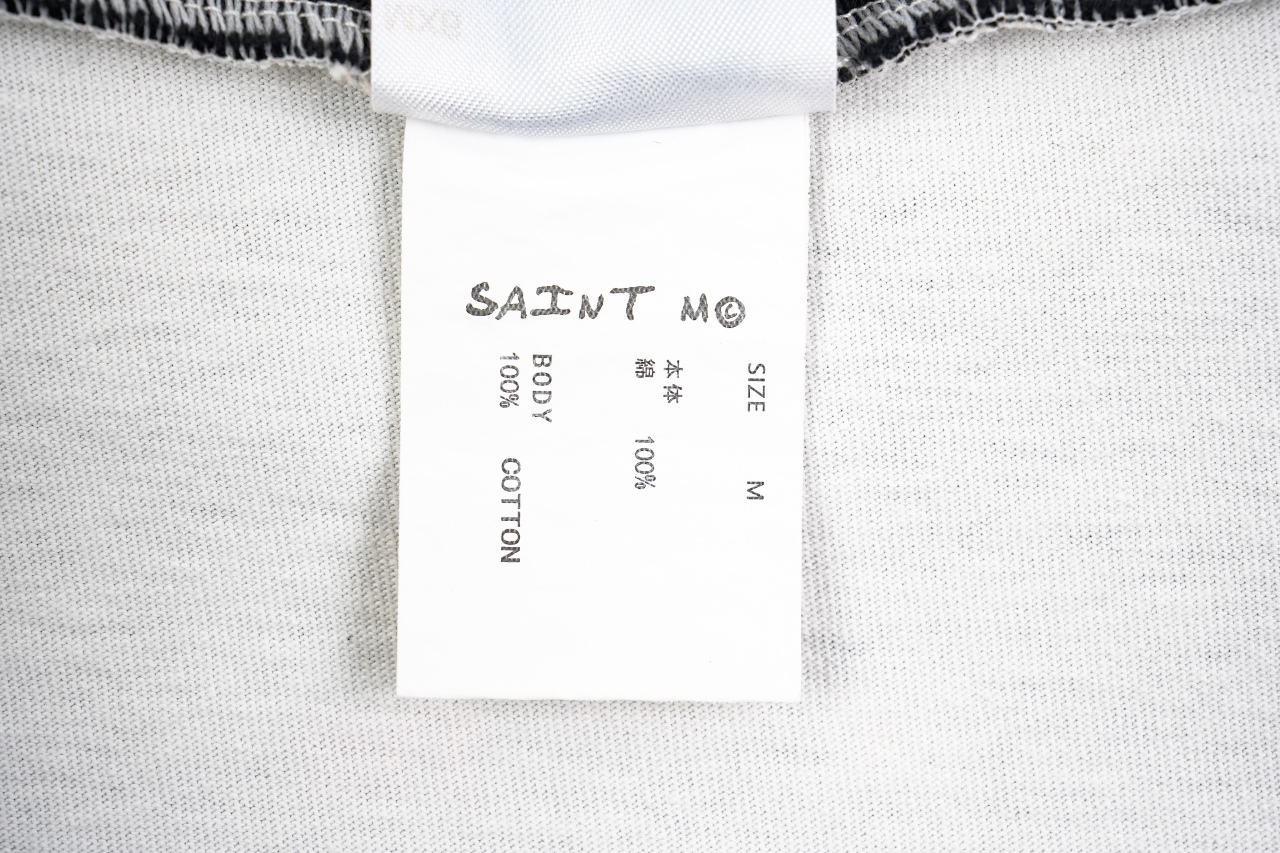 SAINT M©
SIZE M
本体
綿 100%
BODY
100% COTTON